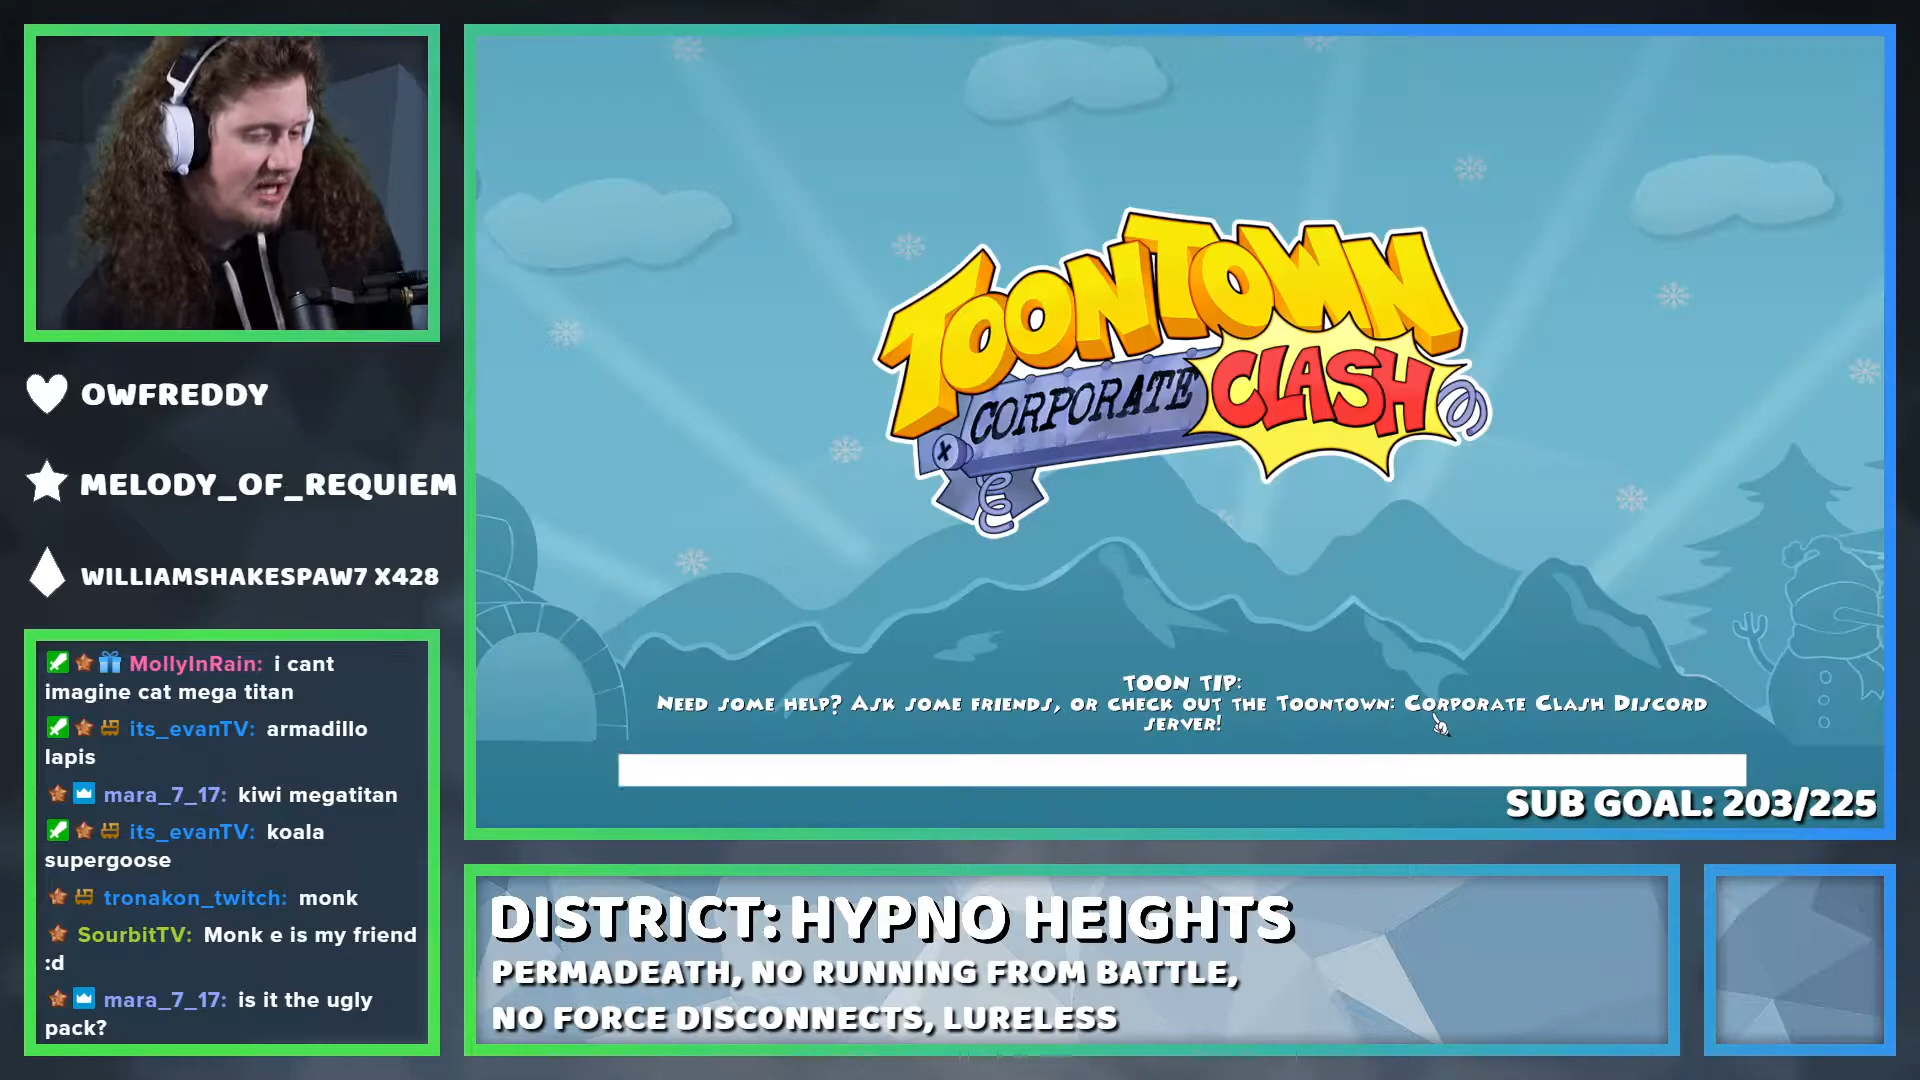 OWFREDDY
MELODY_OF_REQUIEM
WILLIAMSHAKESPAW7 X428
MollyInRain: i cant
imagine cat mega titan
its_evanTV: armadillo
lapis
mara_7_17: kiwi megatitan
its_evanTV: koala
supergoose
tronakon_twitch: monk
SourbitTV: Monk e is my friend
:d
mara_7_17: is it the ugly
pack?
TOONTOWN
CORPORATE CLASH
TOON TIP:
NEED SOME HELP? ASK SOME FRIENDS, OR CHECK OUT THE TOONTOWN: CORPORATE CLASH DISCORD
SERVER!
SUB GOAL: 203/225
DISTRICT: HYPNO HEIGHTS
PERMADEATH, NO RUNNING FROM BATTLE,
NO FORCE DISCONNECTS, LURELESS